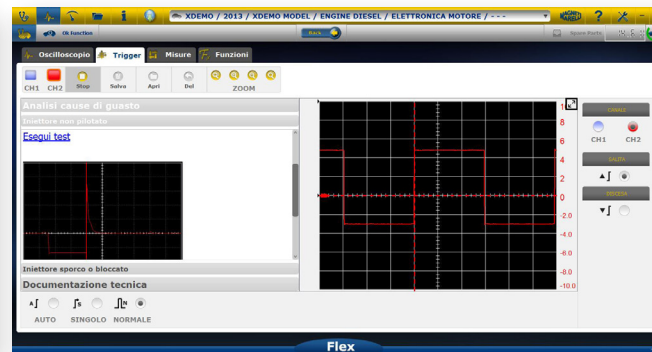 XDEMO / 2013 / XDEMO MODEL / ENGINE DIESEL / ELETTRONICA MOTORE / - - -
MAGNETI
MARELLI
Ok Function
Back
Spare Parts
Oscilloscopio
Trigger
Misure
Funzioni
CH1
CH2
Stop
Salva
Apri
Del
ZOOM
Analisi cause di guasto
Iniettore non pilotato
Esegui test
Iniettore sporco o bloccato
Documentazione tecnica
AUTO
SINGOLO
NORMALE
8
6
4
2
0
-2.0
-4.0
-6.0
-8.0
-10.0
CANALE
CH1
CH2
SALITA
DISCESA
Flex